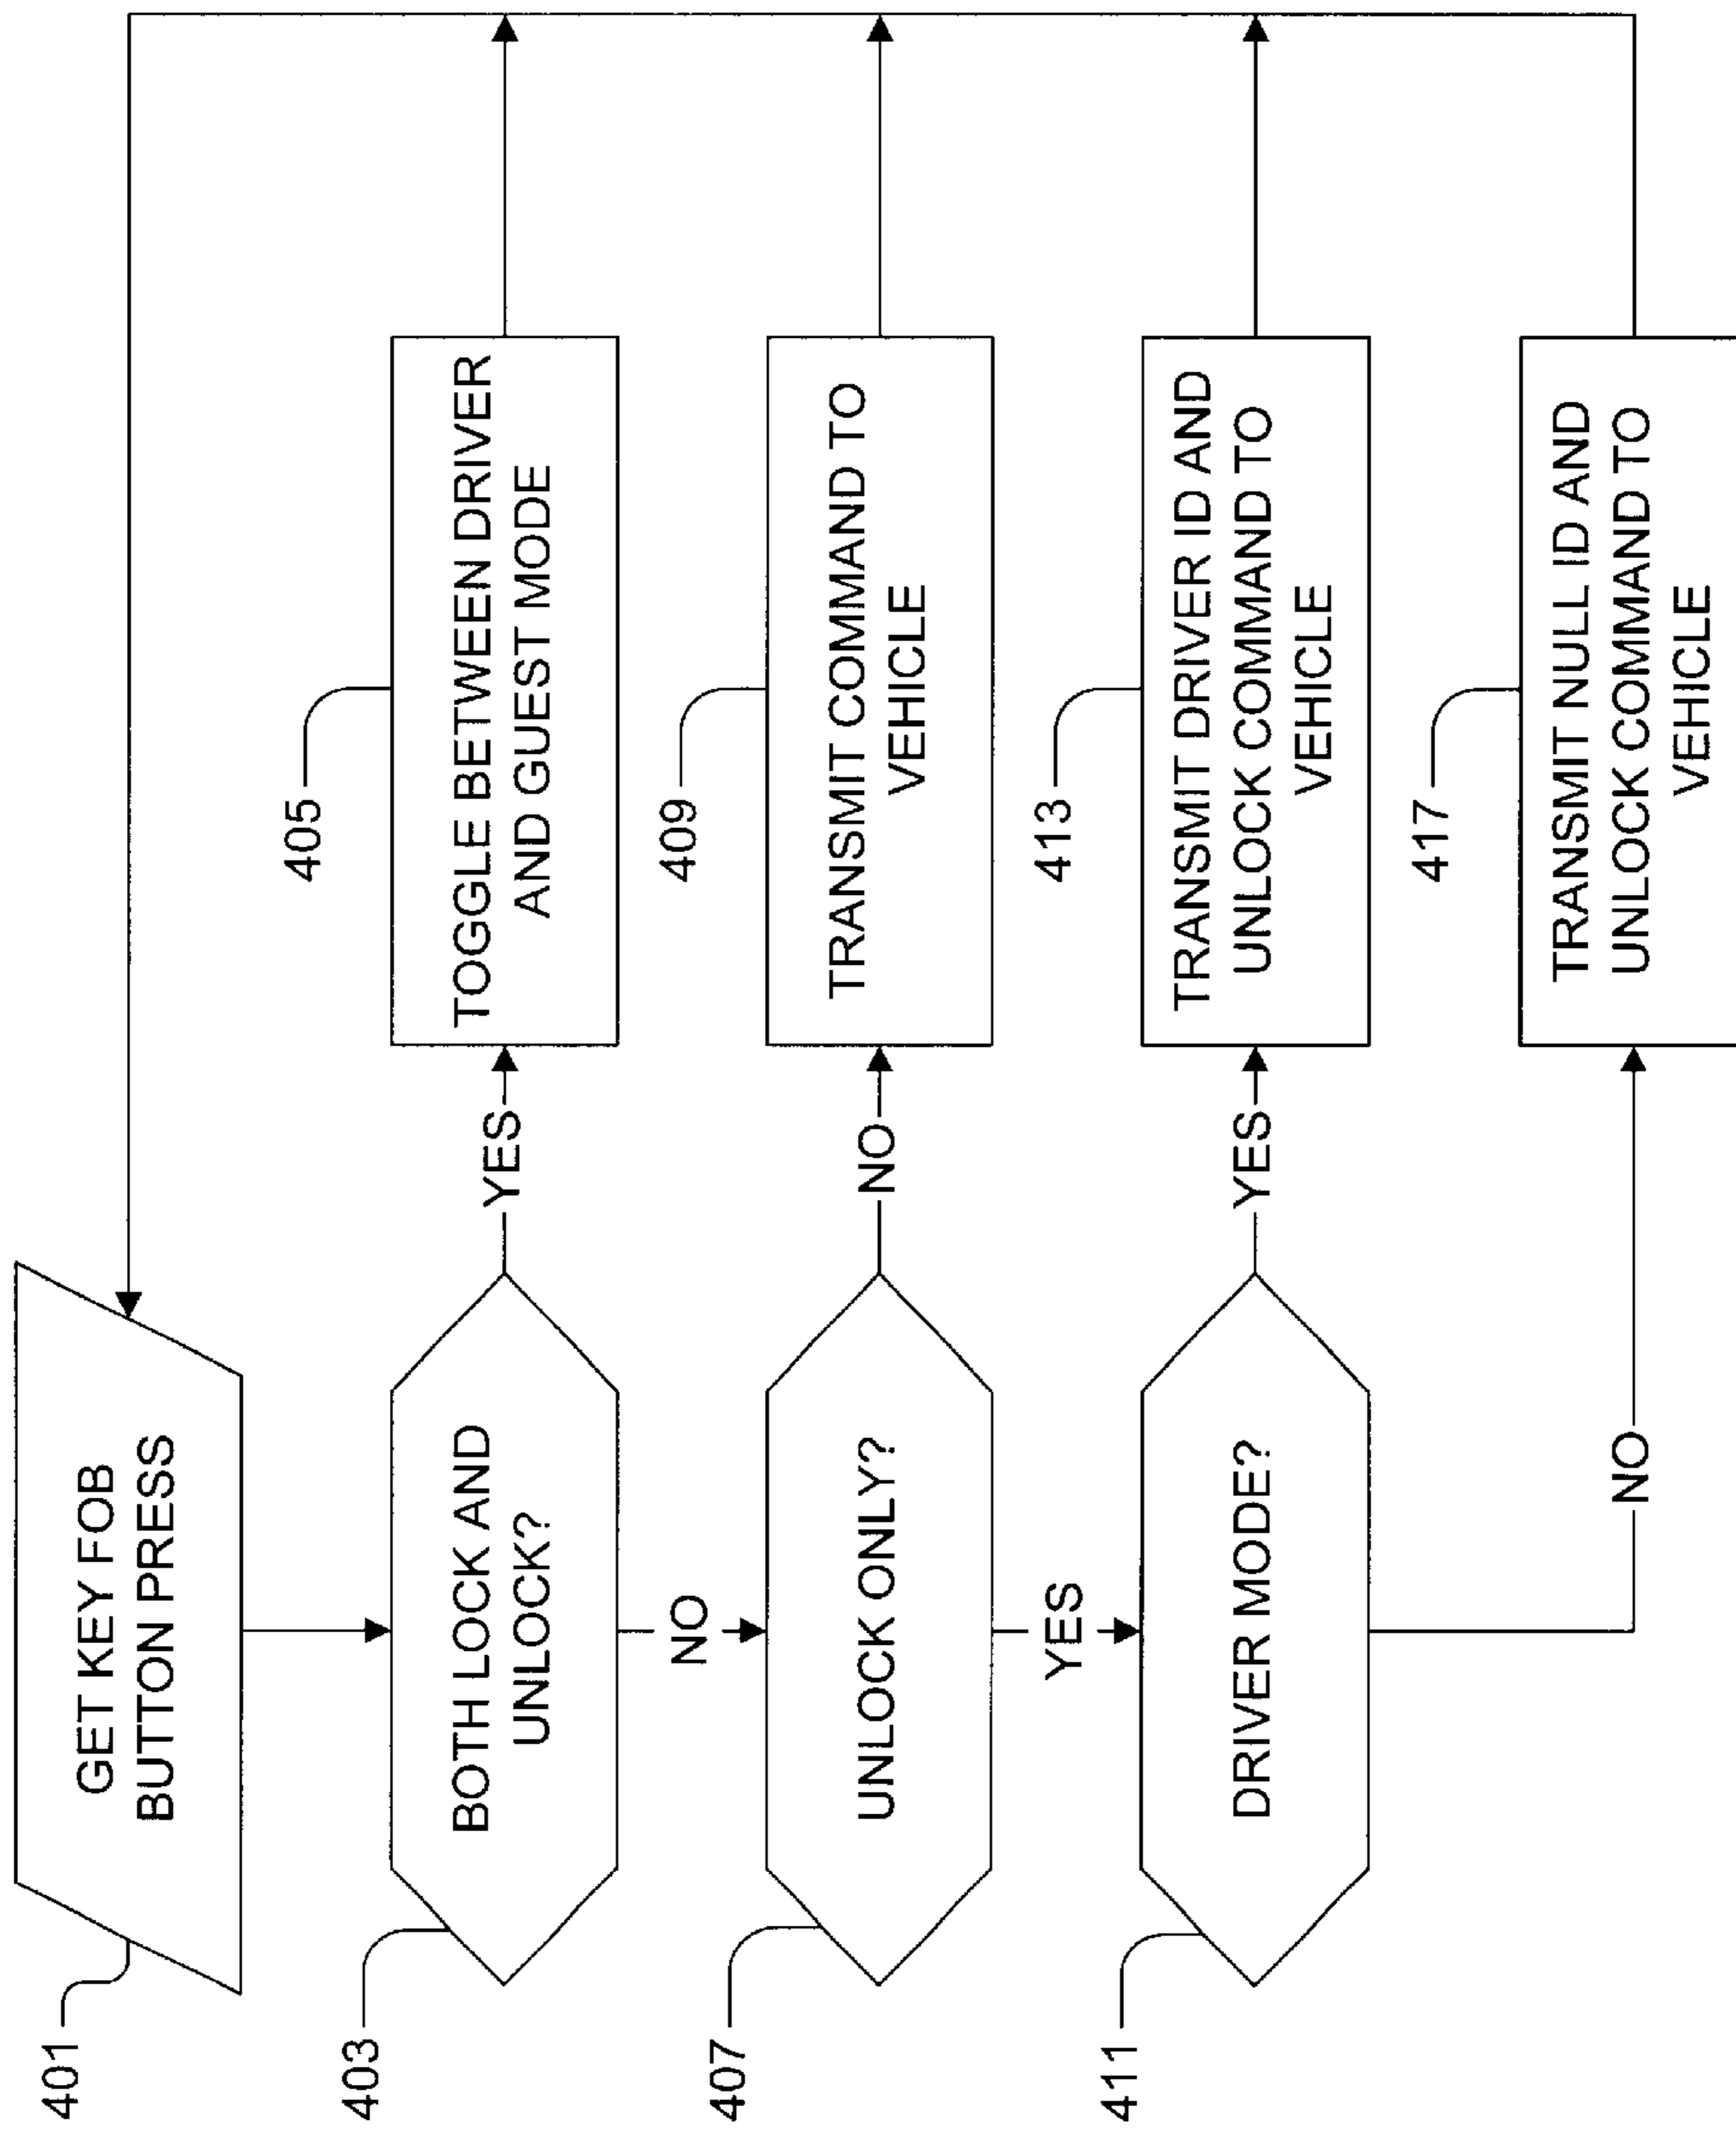 401
GET KEY FOB
BUTTON PRESS
403
BOTH LOCK AND
UNLOCK?
YES
405
TOGGLE BETWEEN DRIVER
AND GUEST MODE
NO
407
UNLOCK ONLY?
NO
409
TRANSMIT COMMAND TO
VEHICLE
YES
411
DRIVER MODE?
YES
413
TRANSMIT DRIVER ID AND
UNLOCK COMMAND TO
VEHICLE
NO
417
TRANSMIT NULL ID AND
UNLOCK COMMAND TO
VEHICLE